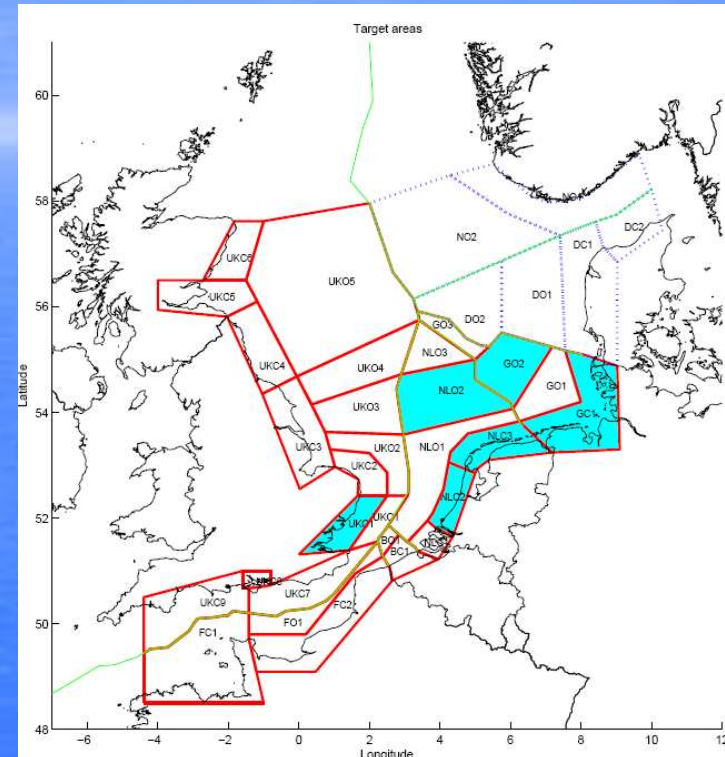 Target areas
60
58
56
54
52
50
48
Latitude
-6
-4
-2
0
2
4
6
8
10
12
Longitude
NO2
DC2
DC1
UKC6
UKO5
UKC5
DO1
DO2
GO3
NLO3
UKC4
UKO4
GO2
GO1
NLO2
UKO3
GC1
NLC3
UKC3
UKO2
NLO1
UKC2
NLC2
UKC1
UKO1
BO1
BC1
UKC7
UKC9
FC2
FO1
FC1